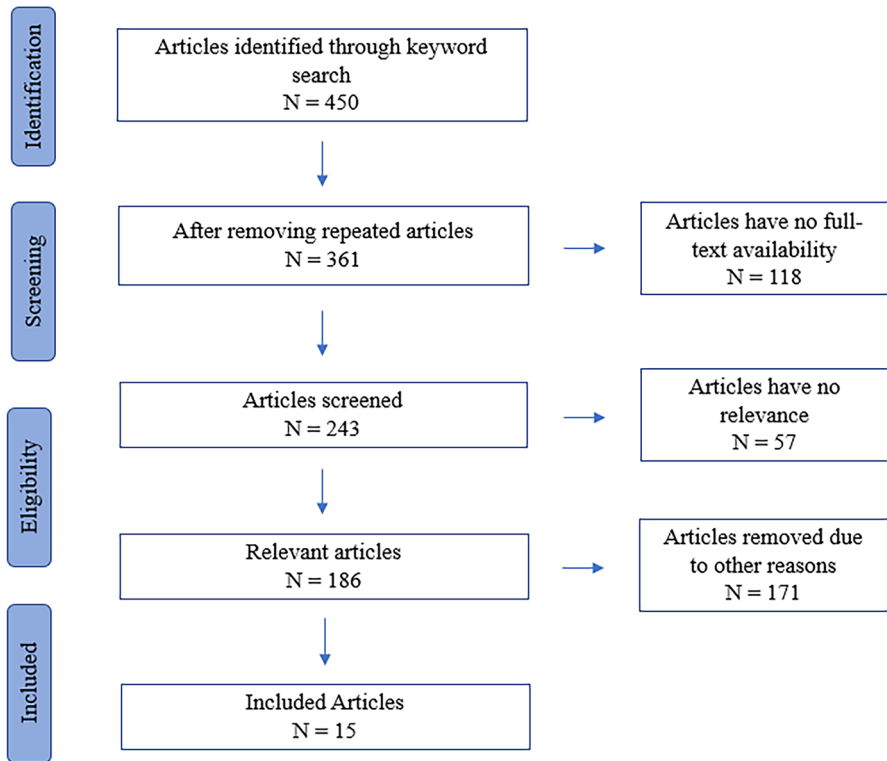 Identification
Articles identified through keyword
search
N = 450
Screening
After removing repeated articles
N = 361
Articles have no full-
text availability
N = 118
Articles screened
N = 243
Articles have no
relevance
N = 57
Eligibility
Relevant articles
N = 186
Articles removed due
to other reasons
N = 171
Included
Included Articles
N = 15